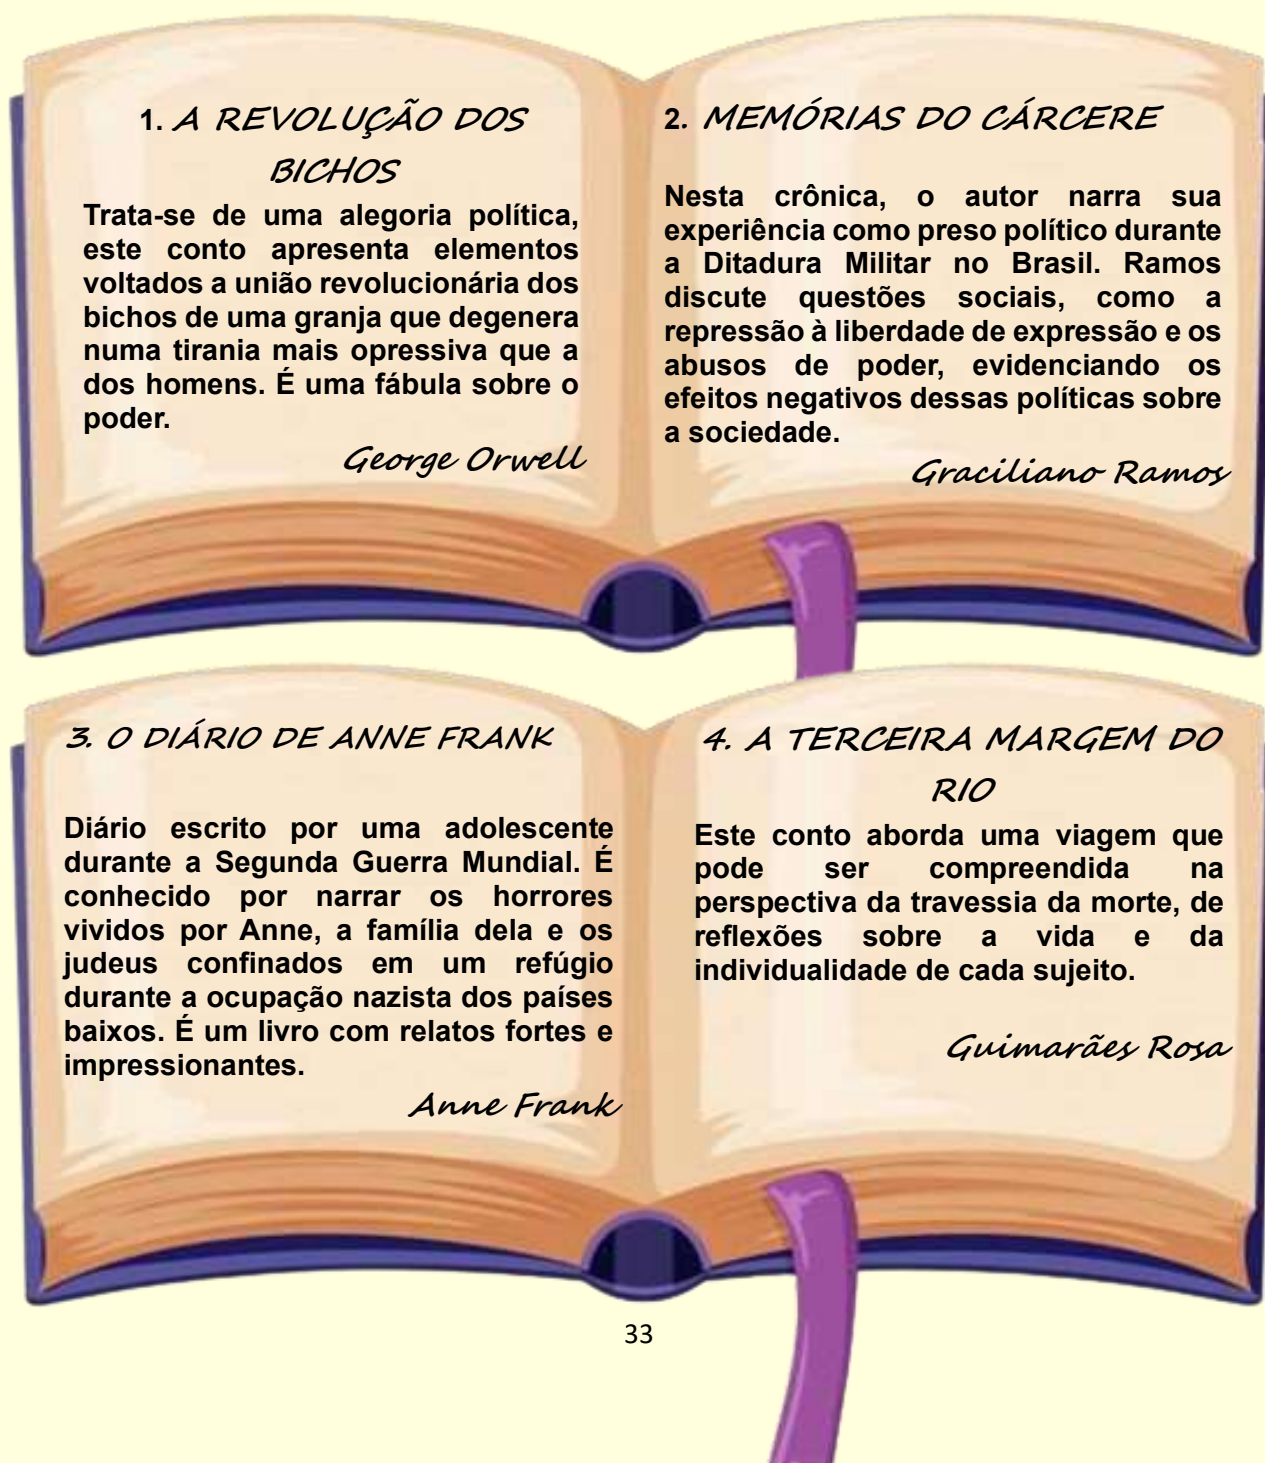 1. A REVOLUÇÃO DOS
BICHOS
Trata-se de uma alegoria política,
este conto apresenta elementos
voltados a união revolucionária dos
bichos de uma granja que degenera
numa tirania mais opressiva que a
dos homens. É uma fábula sobre o
poder.
George Orwell
2. MEMÓRIAS DO CÁRCERE
Nesta crônica, o autor narra sua
experiência como preso político durante
a Ditadura Militar no Brasil. Ramos
discute questões sociais, como a
repressão à liberdade de expressão e os
abusos de poder, evidenciando os
efeitos negativos dessas políticas sobre
a sociedade.
Graciliano Ramos
3. O DIÁRIO DE ANNE FRANK
Diário escrito por uma adolescente
durante a Segunda Guerra Mundial. É
conhecido por narrar os horrores
vividos por Anne, a família dela e os
judeus confinados em um refúgio
durante a ocupação nazista dos países
baixos. É um livro com relatos fortes e
impressionantes.
Anne Frank
4. A TERCEIRA MARGEM DO
RIO
Este conto aborda uma viagem que
pode ser compreendida na
perspectiva da travessia da morte, de
reflexões sobre a vida e da
individualidade de cada sujeito.
Guimarães Rosa
33